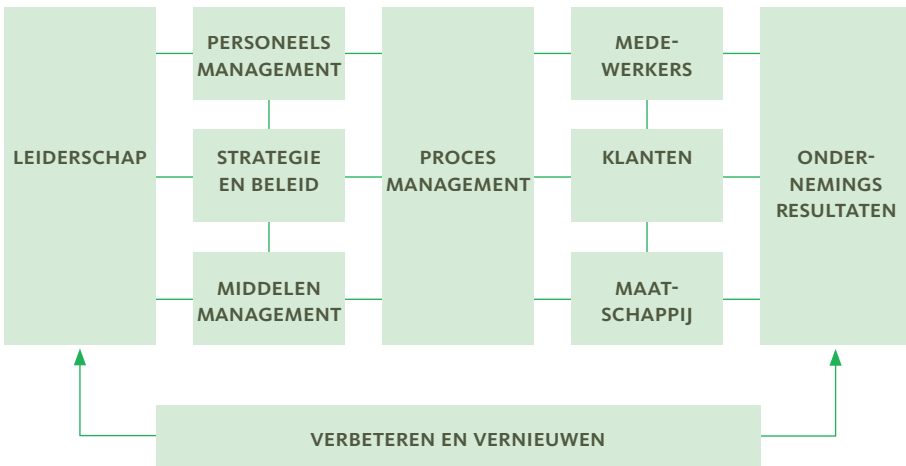 LEIDERSCHAP
PERSONEELS
MANAGEMENT
STRATEGIE
EN BELEID
MIDDELEN
MANAGEMENT
PROCES
MANAGEMENT
MEDE-
WERKERS
KLANTEN
MAAT-
SCHAPPIJ
ONDER-
NEMINGS
RESULTATEN
VERBETEREN EN VERNIEUWEN